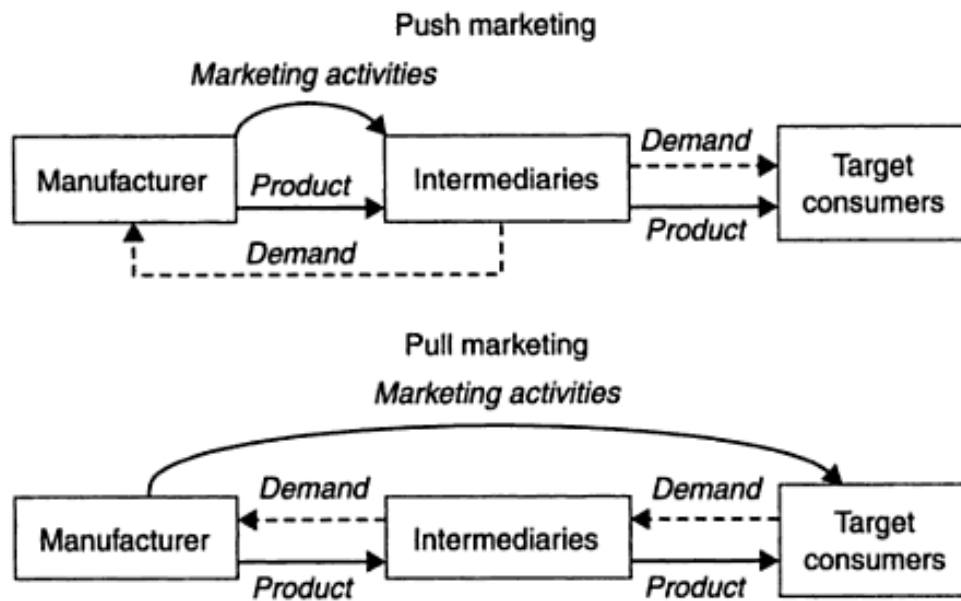 Push marketing
Marketing activities
Manufacturer
Product
Intermediaries
Demand
Product
Target
consumers
Demand
Pull marketing
Marketing activities
Manufacturer
Demand
Product
Intermediaries
Demand
Product
Target
consumers